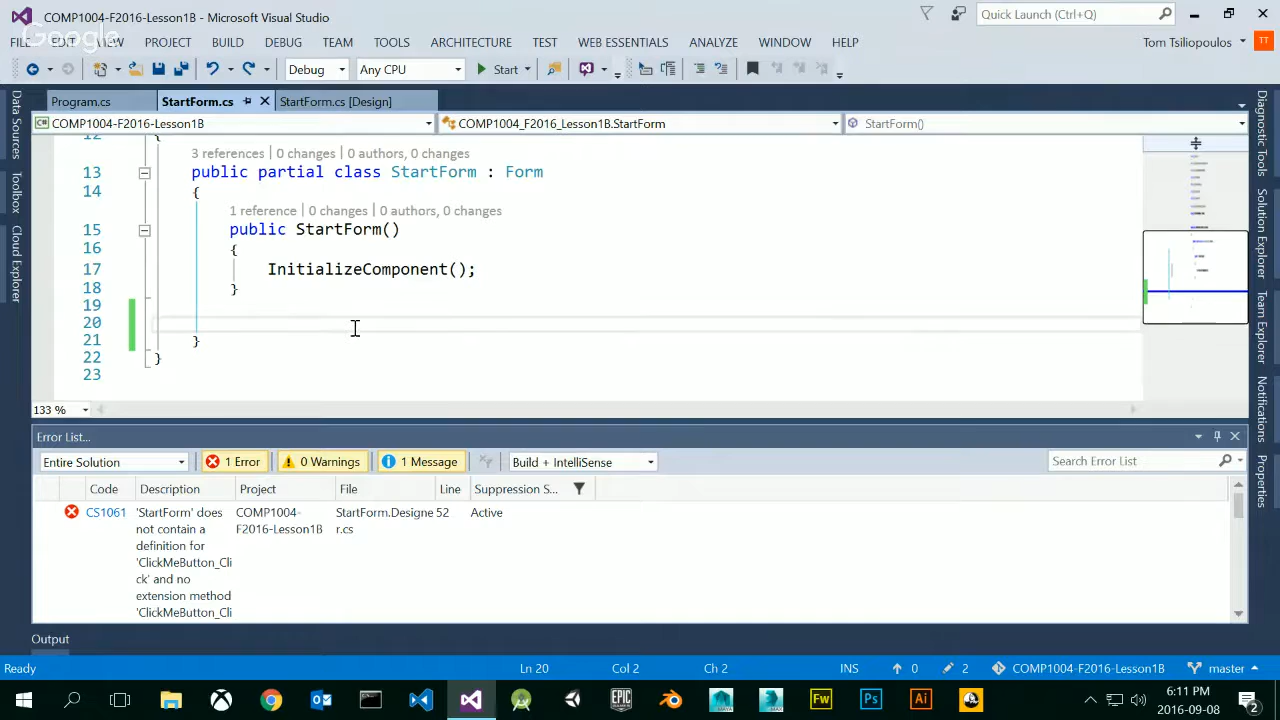 COMP1004-F2016-Lesson1B - Microsoft Visual Studio
Quick Launch (Ctrl+Q)
Google
FILE EDIT VIEW PROJECT BUILD DEBUG TEAM TOOLS ARCHITECTURE TEST WEB ESSENTIALS ANALYZE WINDOW HELP
Tom Tsiliopoulos TT
Debug Any CPU Start
Program.cs StartForm.cs StartForm.cs [Design]
COMP1004-F2016-Lesson1B COMP1004_F2016_Lesson1B.StartForm StartForm()
Data Sources
Toolbox
Cloud Explorer
12 {
3 references | 0 changes | 0 authors, 0 changes
13 public partial class StartForm : Form
14 {
1 reference | 0 changes | 0 authors, 0 changes
15 public StartForm()
16 {
17 InitializeComponent();
18 }
19
20
21 }
22 }
23
133 %
Diagnostic Tools
Solution Explorer
Team Explorer
Notifications
Properties
Error List...
Entire Solution 1 Error 0 Warnings 1 Message Build + IntelliSense Search Error List
Code Description Project File Line Suppression S...
CS1061 'StartForm' does COMP1004- StartForm.Designe 52 Active
not contain a F2016-Lesson1B r.cs
definition for
'ClickMeButton_Cli
ck' and no
extension method
'ClickMeButton_Cli
Output
Ready Ln 20 Col 2 Ch 2 INS 0 2 COMP1004-F2016-Lesson1B master
Fw Ps Ai
6:11 PM
2016-09-08
2